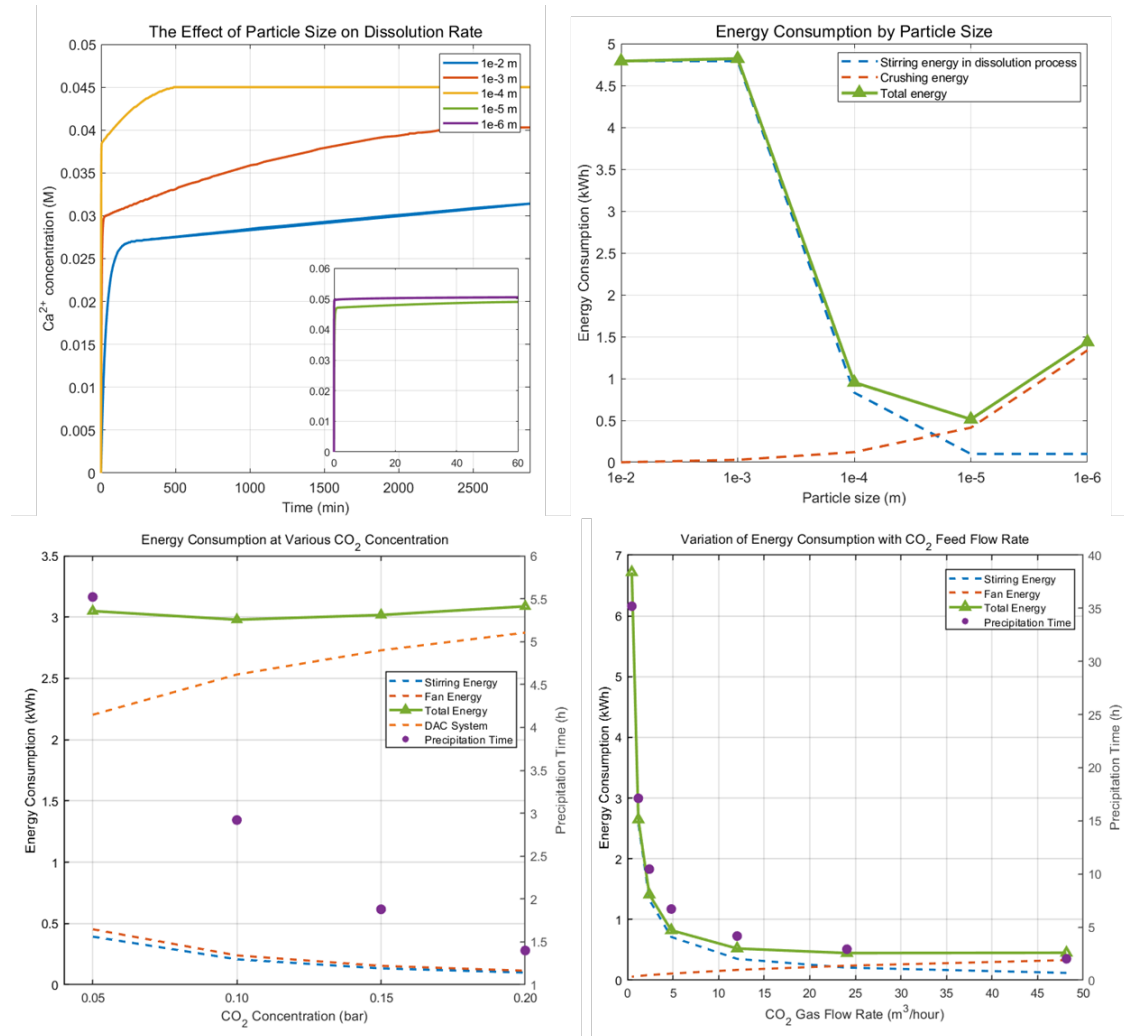 The Effect of Particle Size on Dissolution Rate
0.05
0.045
0.04
0.035
0.03
0.025
0.02
0.015
0.01
0.005
0
Ca²⁺ concentration (M)
1e-2 m
1e-3 m
1e-4 m
1e-5 m
1e-6 m
0.06
0.05
0.04
0.03
0.02
0.01
0
0 20 40 60
0 500 1000 1500 2000 2500
Time (min)
Energy Consumption by Particle Size
5
4.5
4
3.5
3
2.5
2
1.5
1
0.5
0
Energy Consumption (kWh)
Stirring energy in dissolution process
Crushing energy
Total energy
1e-2 1e-3 1e-4 1e-5 1e-6
Particle size (m)
Energy Consumption at Various CO₂ Concentration
3.5
3
2.5
2
1.5
1
0.5
0
Energy Consumption (kWh)
Stirring Energy
Fan Energy
Total Energy
DAC System
Precipitation Time
6
5.5
5
4.5
4
3.5
3
2.5
2
1.5
1
Precipitation Time (h)
0.05 0.10 0.15 0.20
CO₂ Concentration (bar)
Variation of Energy Consumption with CO₂ Feed Flow Rate
7
6
5
4
3
2
1
0
Energy Consumption (kWh)
Stirring Energy
Fan Energy
Total Energy
Precipitation Time
40
35
30
25
20
15
10
5
0
Precipitation Time (h)
0 5 10 15 20 25 30 35 40 45 50
CO₂ Gas Flow Rate (m³/hour)